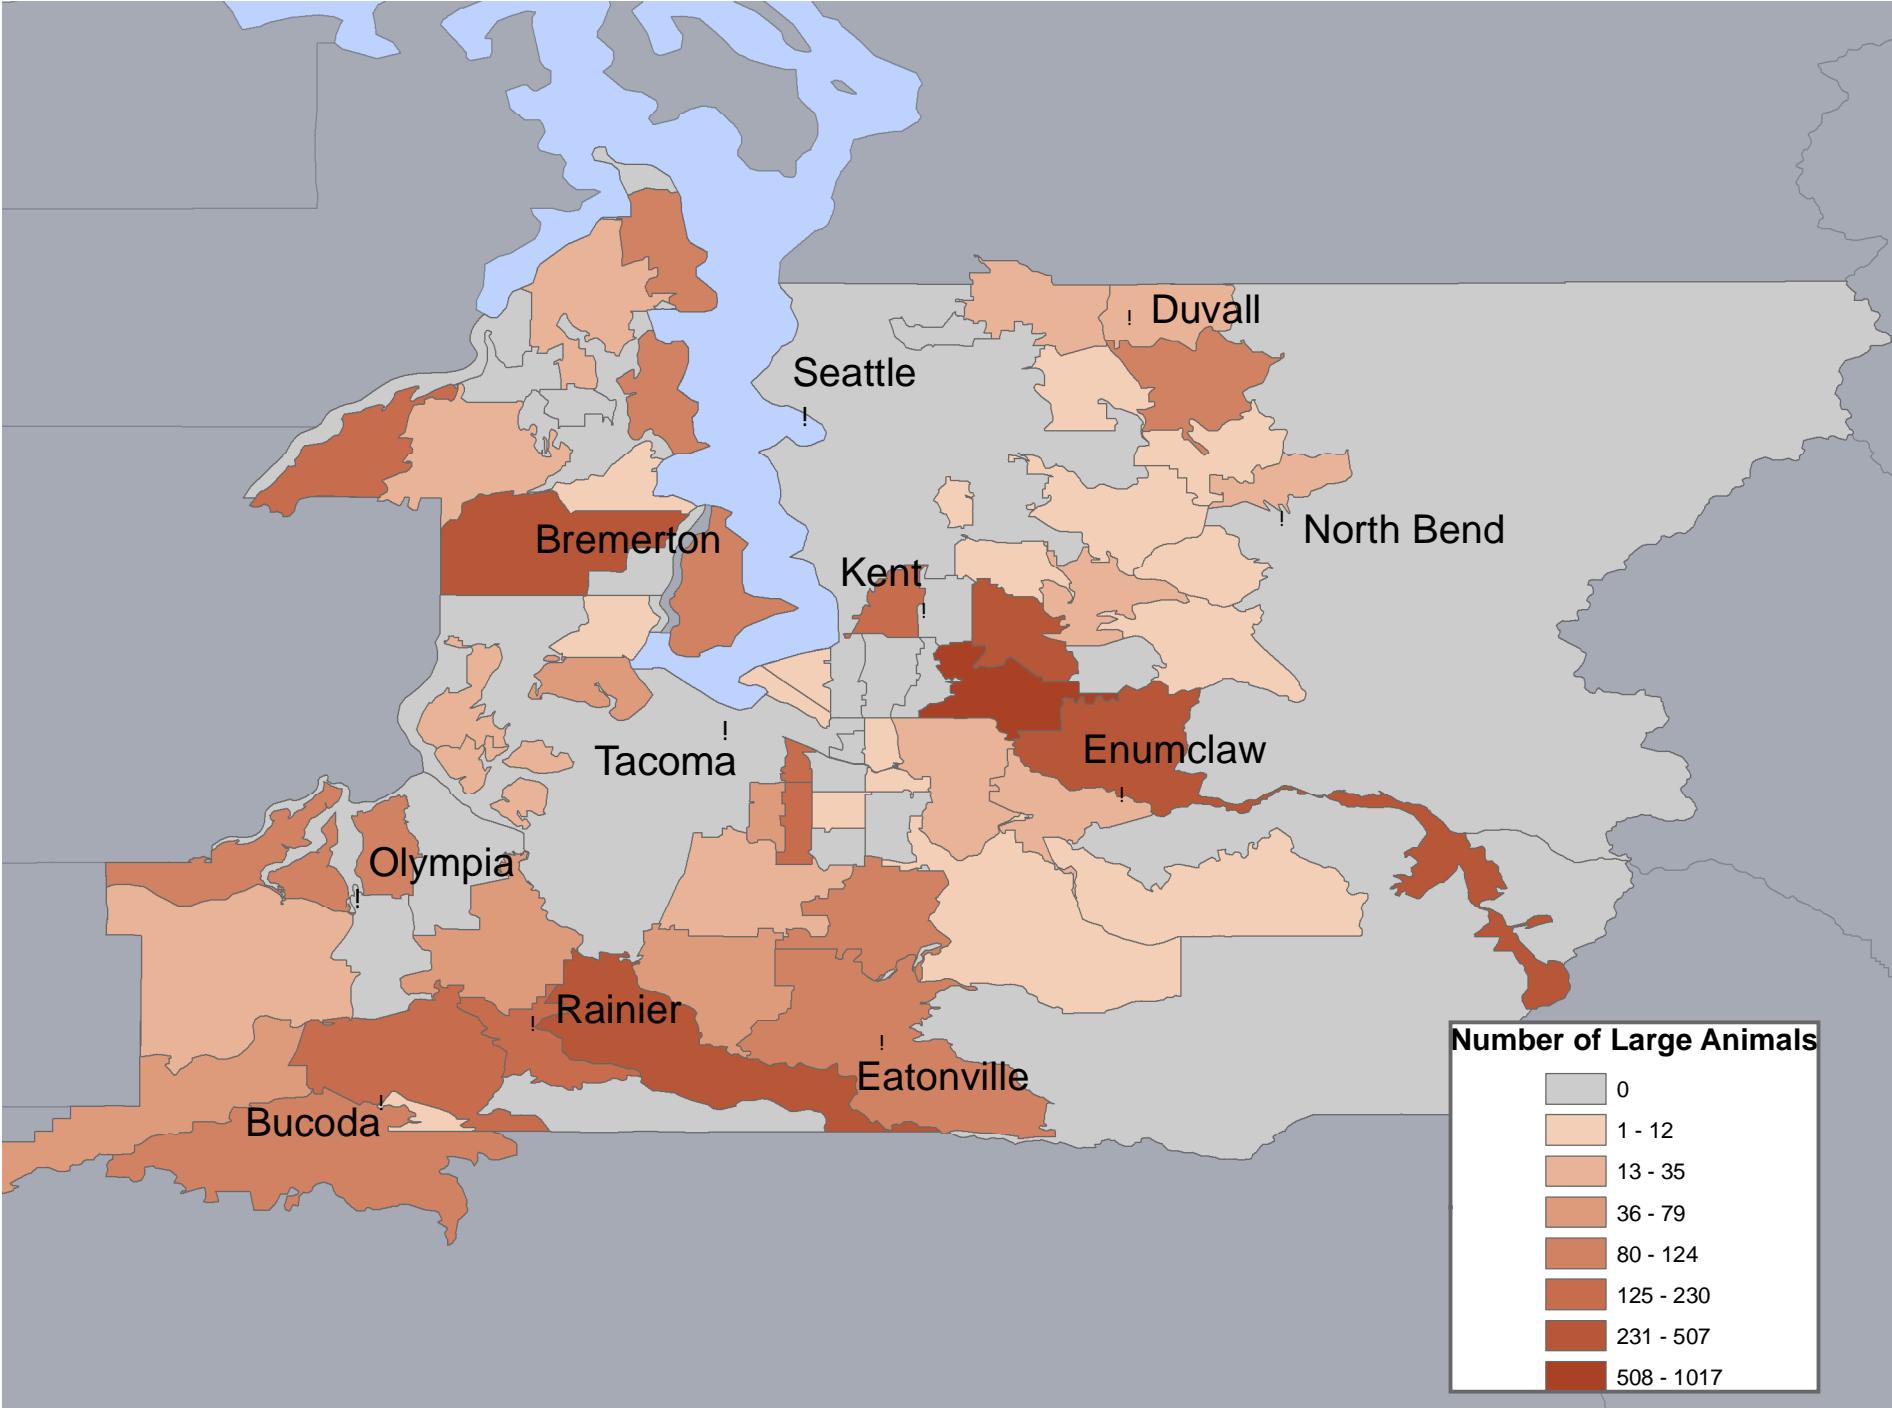 Duvall
!
Seattle
!
!
North Bend
Bremerton
Kent
!
!
Tacoma
Enumclaw
!
Olympia
!
Rainier
!
!
Eatonville
!
Bucoda
Number of Large Animals
0
1 - 12
13 - 35
36 - 79
80 - 124
125 - 230
231 - 507
508 - 1017